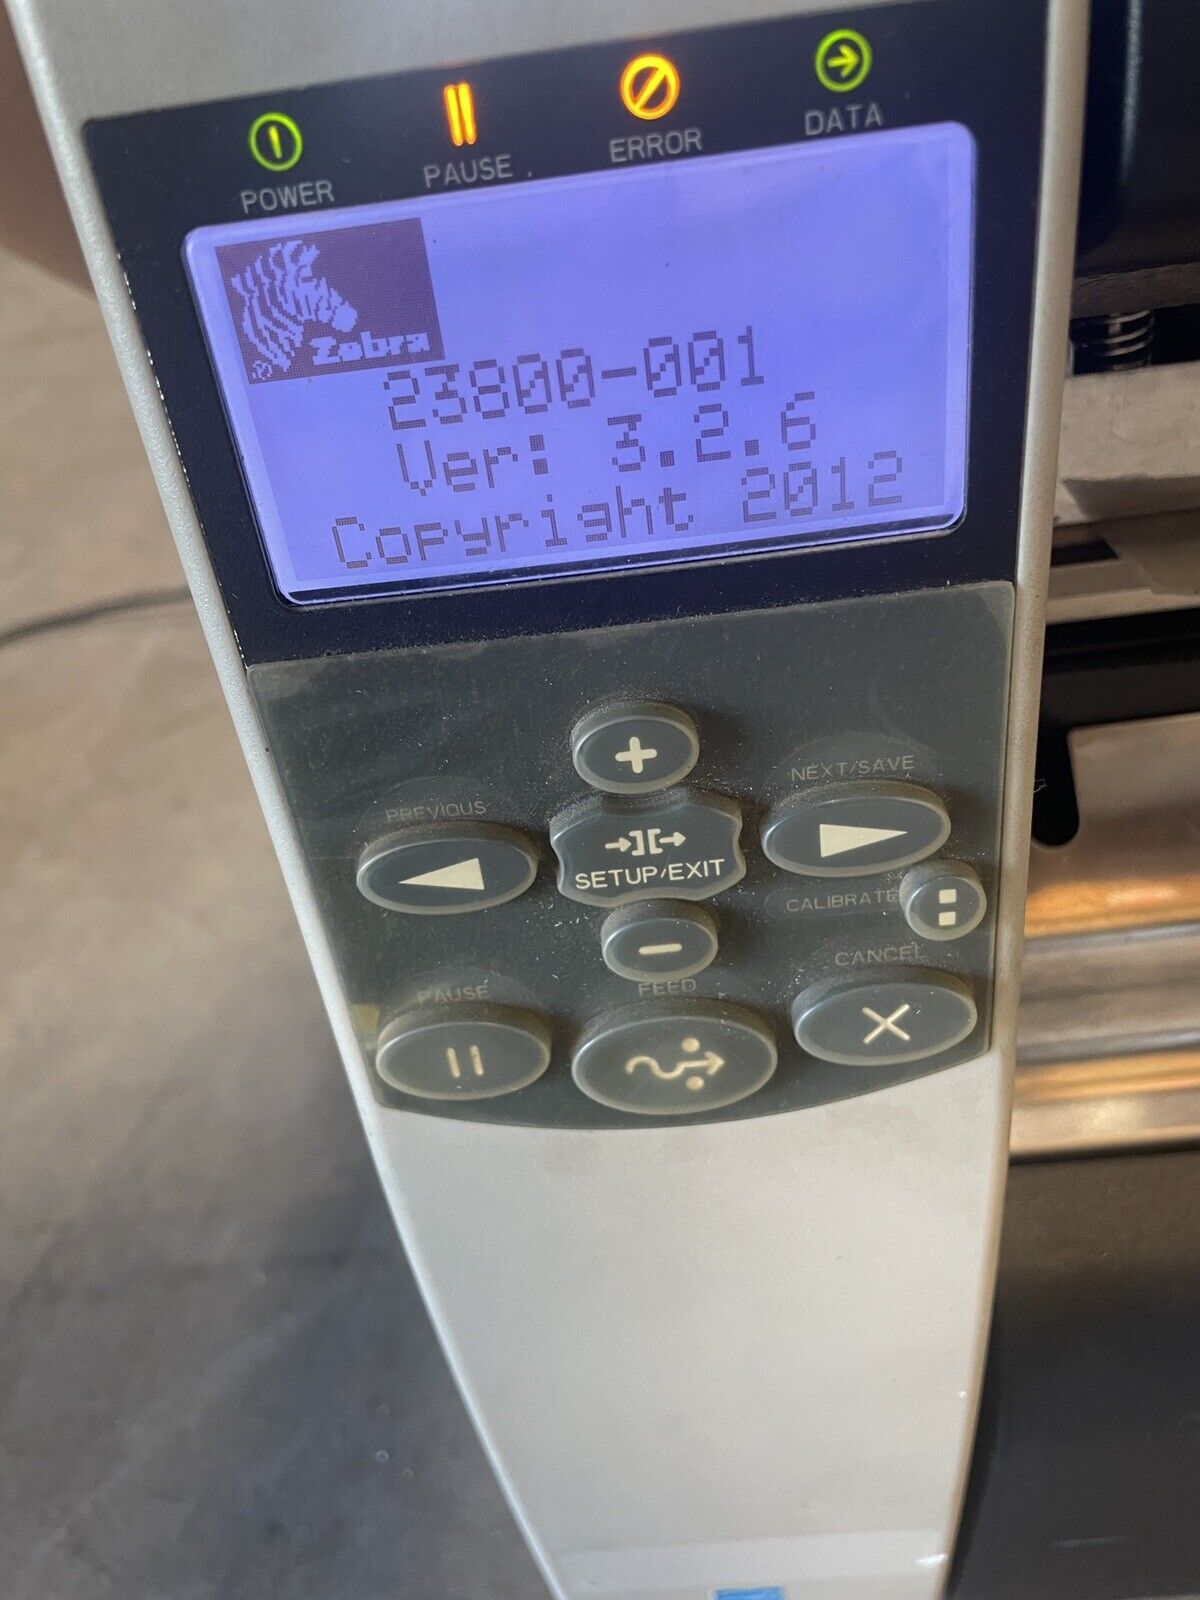 POWER PAUSE ERROR DATA
Zebra
23800-001
Ver: 3.2.6
Copyright 2012
PREVIOUS
NEXT/SAVE
SETUP/EXIT
CALIBRATE
PAUSE
FEED
CANCEL